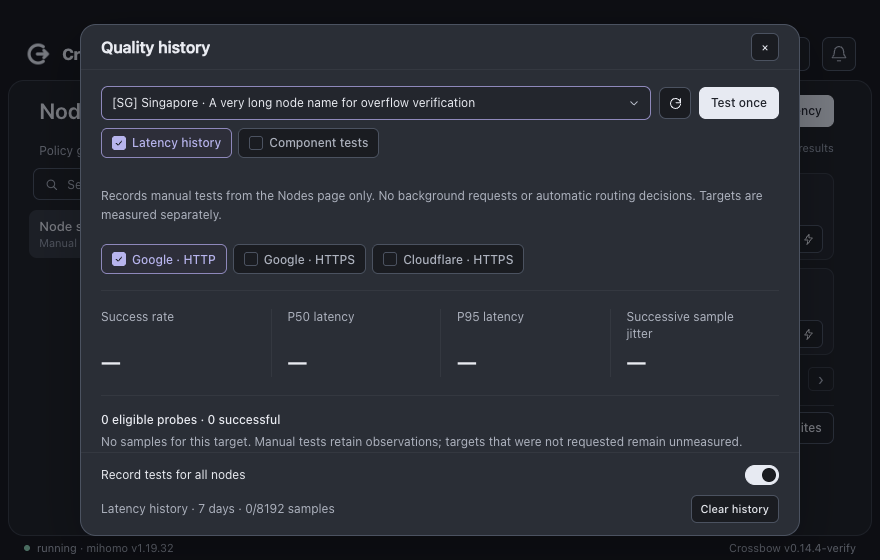 Cr
Quality history
×
Nod
ncy
[SG] Singapore · A very long node name for overflow verification
Test once
Latency history
Component tests
Policy g
results
Se
Records manual tests from the Nodes page only. No background requests or automatic routing decisions. Targets are
measured separately.
Node s
Manual
Google · HTTP
Google · HTTPS
Cloudflare · HTTPS
Success rate
P50 latency
P95 latency
Successive sample
jitter
—
—
—
—
0 eligible probes · 0 successful
No samples for this target. Manual tests retain observations; targets that were not requested remain unmeasured.
ites
Record tests for all nodes
Latency history · 7 days · 0/8192 samples
Clear history
running · mihomo v1.19.32
Crossbow v0.14.4-verify